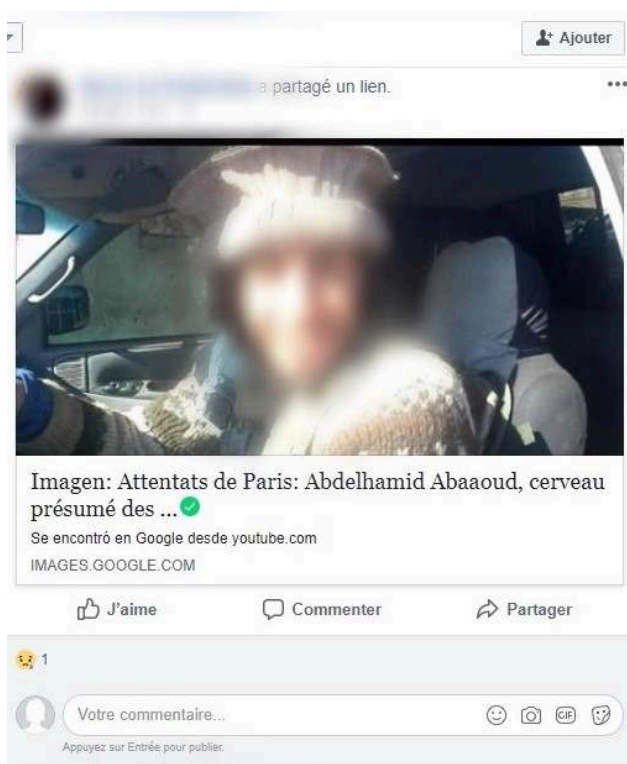 Ajouter
a partagé un lien.
Imagen: Attentats de Paris: Abdelhamid Abaaoud, cerveau
présumé des ...
Se encontró en Google desde youtube.com
IMAGES.GOOGLE.COM
J'aime Commenter Partager
1
Votre commentaire... GIF
Appuyez sur Entrée pour publier.